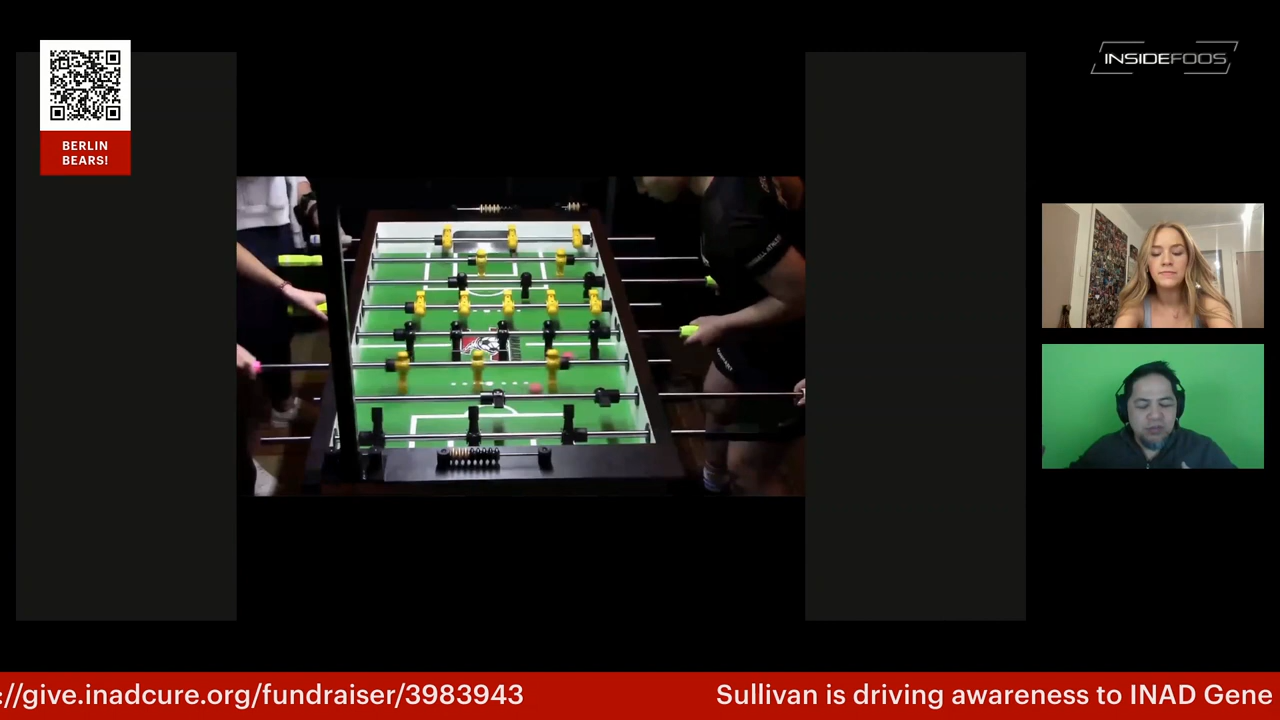 BERLIN
BEARS!
INSIDEFOOS
://give.inadcure.org/fundraiser/3983943
Sullivan is driving awareness to INAD Gene